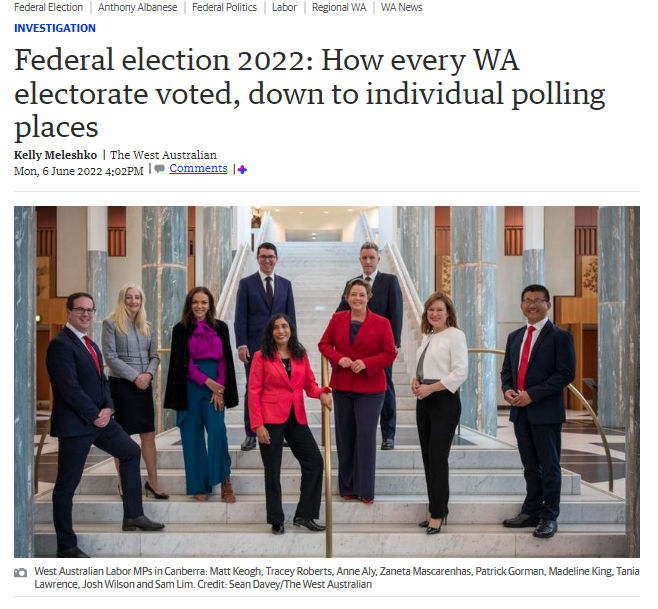 Federal Election | Anthony Albanese | Federal Politics | Labor | Regional WA | WA News
INVESTIGATION
Federal election 2022: How every WA
electorate voted, down to individual polling
places
Kelly Meleshko | The West Australian
Mon, 6 June 2022 4:02PM | Comments |
West Australian Labor MPs in Canberra: Matt Keogh, Tracey Roberts, Anne Aly, Zaneta Mascarenhas, Patrick Gorman, Madeline King, Tania
Lawrence, Josh Wilson and Sam Lim. Credit: Sean Davey/The West Australian